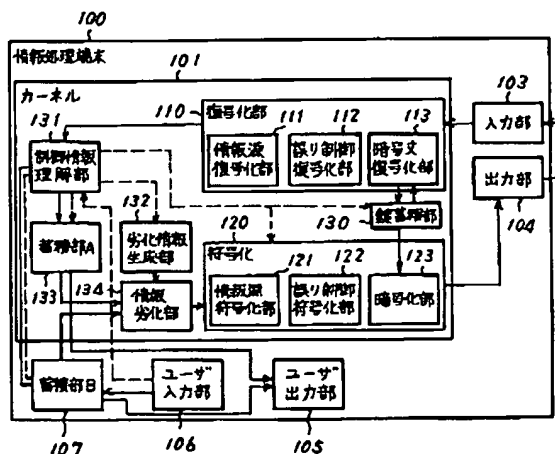 100
情報処理端末
101
カーネル
131
制御情報
理解部
110
復号化部
111
情報源
復号化部
112
誤り制御
復号化部
113
暗号文
復号化部
103
入力部
出力部
104
132
劣化情報
生成部
130
鍵蓄積部
120
符号化
121
情報源
符号化部
122
誤り制御
符号化部
123
暗号化部
蓄積部A
133
134
情報
劣化部
蓄積部B
107
ユーザ
入力部
106
ユーザ
出力部
105